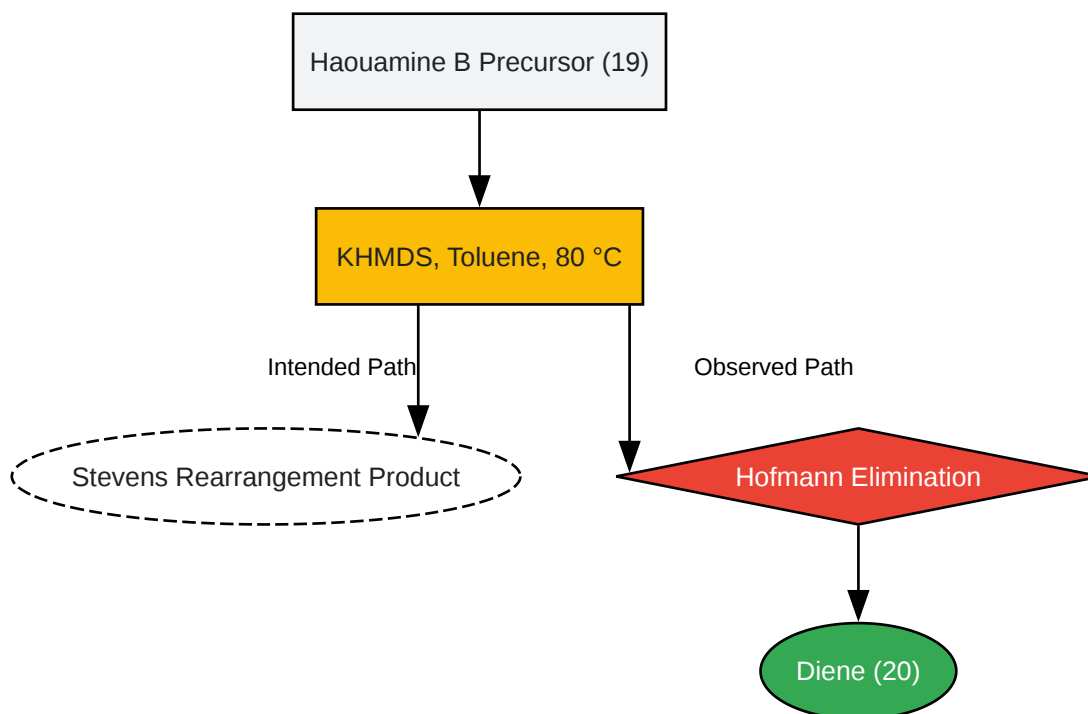 Haouamine B Precursor (19)
KHMDS, Toluene, 80 °C
Intended Path
Observed Path
Stevens Rearrangement Product
Hofmann Elimination
Diene (20)